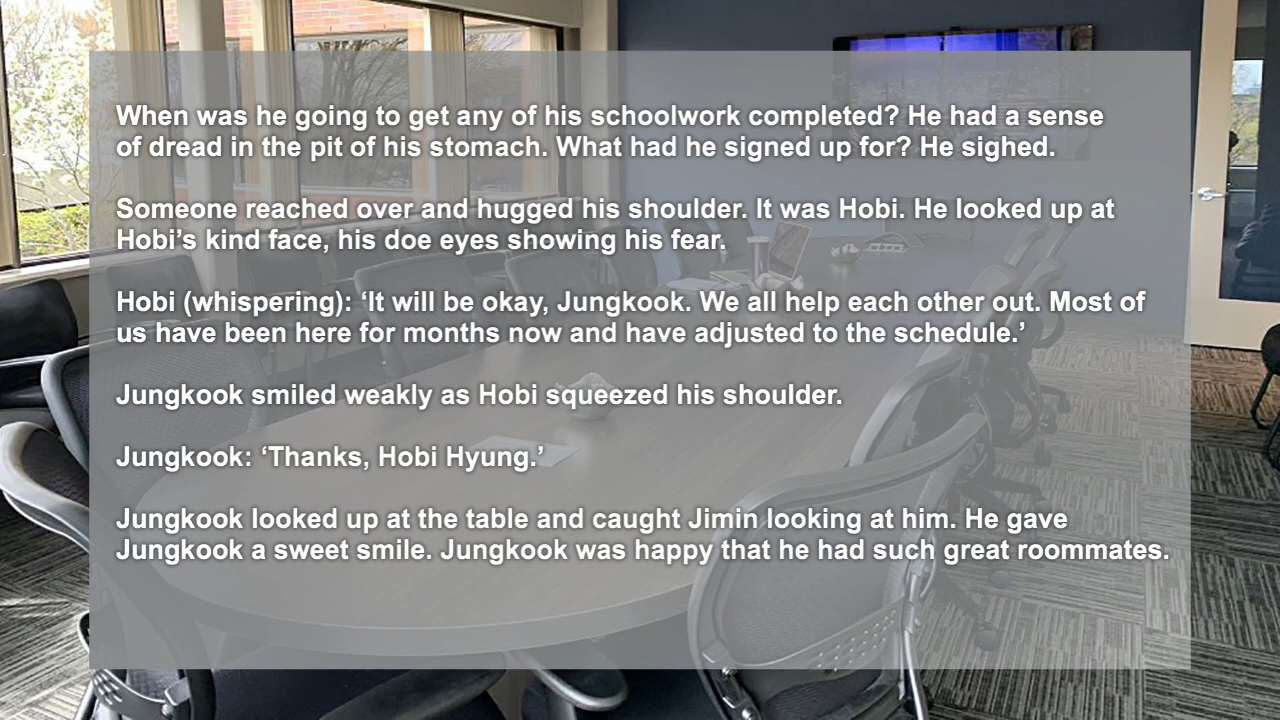 When was he going to get any of his schoolwork completed? He had a sense
of dread in the pit of his stomach. What had he signed up for? He sighed.
Someone reached over and hugged his shoulder. It was Hobi. He looked up at
Hobi’s kind face, his doe eyes showing his fear.
Hobi (whispering): ‘It will be okay, Jungkook. We all help each other out. Most of
us have been here for months now and have adjusted to the schedule.’
Jungkook smiled weakly as Hobi squeezed his shoulder.
Jungkook: ‘Thanks, Hobi Hyung.’
Jungkook looked up at the table and caught Jimin looking at him. He gave
Jungkook a sweet smile. Jungkook was happy that he had such great roommates.